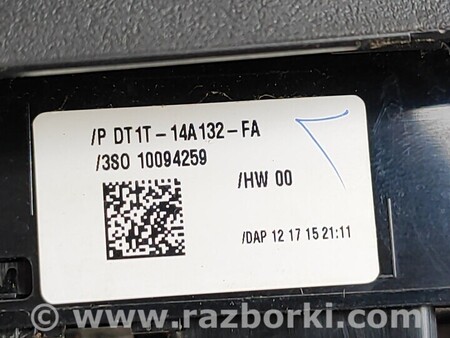 /P DT1T-14A132-FA
/3S0 10094259
/HW 00
/DAP 12 17 15 21:11
© - www.razborki.com -